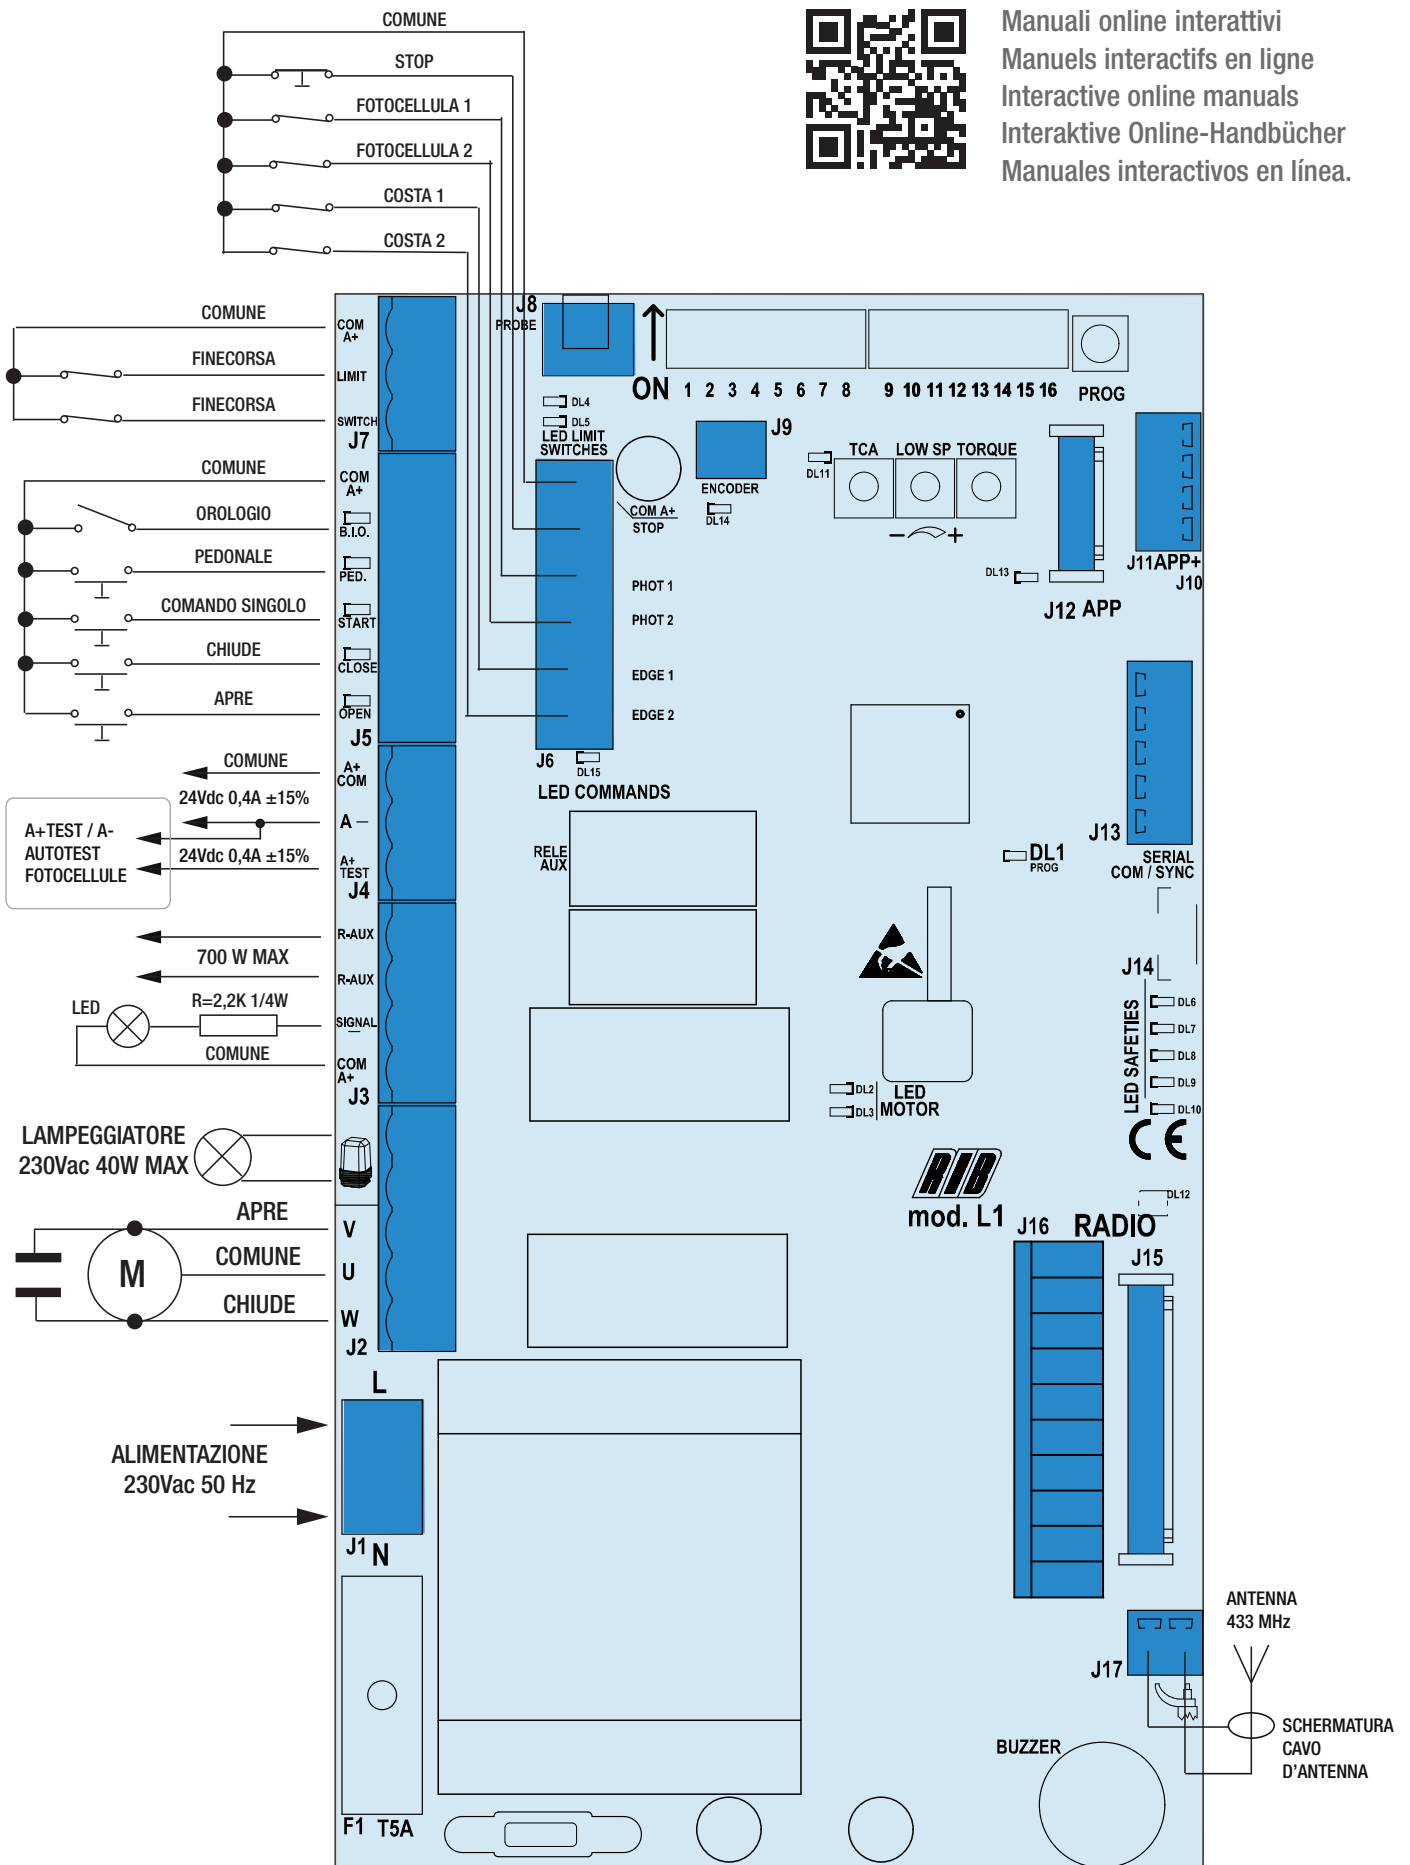 COMUNE
STOP
FOTOCELLULA 1
FOTOCELLULA 2
COSTA 1
COSTA 2
Manuali online interattivi
Manuels interactifs en ligne
Interactive online manuals
Interaktive Online-Handbücher
Manuales interactivos en línea.
COMUNE
FINECORSA
FINECORSA
COM
A+
LIMIT
SWITCH
J7
COMUNE
OROLOGIO
PEDONALE
COMANDO SINGOLO
CHIUDE
APRE
COM
A+
B.I.O.
PED.
START
CLOSE
OPEN
J5
COMUNE
24Vdc 0,4A ±15%
24Vdc 0,4A ±15%
A+TEST / A-
AUTOTEST
FOTOCELLULE
A+
COM
A —
A+
TEST
J4
700 W MAX
R-AUX
R-AUX
LED
R=2,2K 1/4W
COMUNE
SIGNAL
—
COM
A+
J3
LAMPEGGIATORE
230Vac 40W MAX
APRE
COMUNE
CHIUDE
M
V
U
W
J2
L
ALIMENTAZIONE
230Vac 50 Hz
J1 N
F1 T5A
J8
PROBE
ON
1 2 3 4 5 6 7 8
9 10 11 12 13 14 15 16
PROG
DL4
DL5
LED LIMIT
SWITCHES
COM A+
STOP
J9
ENCODER
DL14
DL11
TCA LOW SP TORQUE
− +
PHOT 1
PHOT 2
EDGE 1
EDGE 2
J6
DL15
LED COMMANDS
DL13
J12 APP
J11 APP+
J10
J13
SERIAL
COM / SYNC
RELE
AUX
DL1
PROG
J14
LED SAFETIES
DL6
DL7
DL8
DL9
DL10
DL2
DL3
LED
MOTOR
CE
RIB
mod. L1
DL12
J16 RADIO
J15
J17
ANTENNA
433 MHz
SCHERMATURA
CAVO
D'ANTENNA
BUZZER